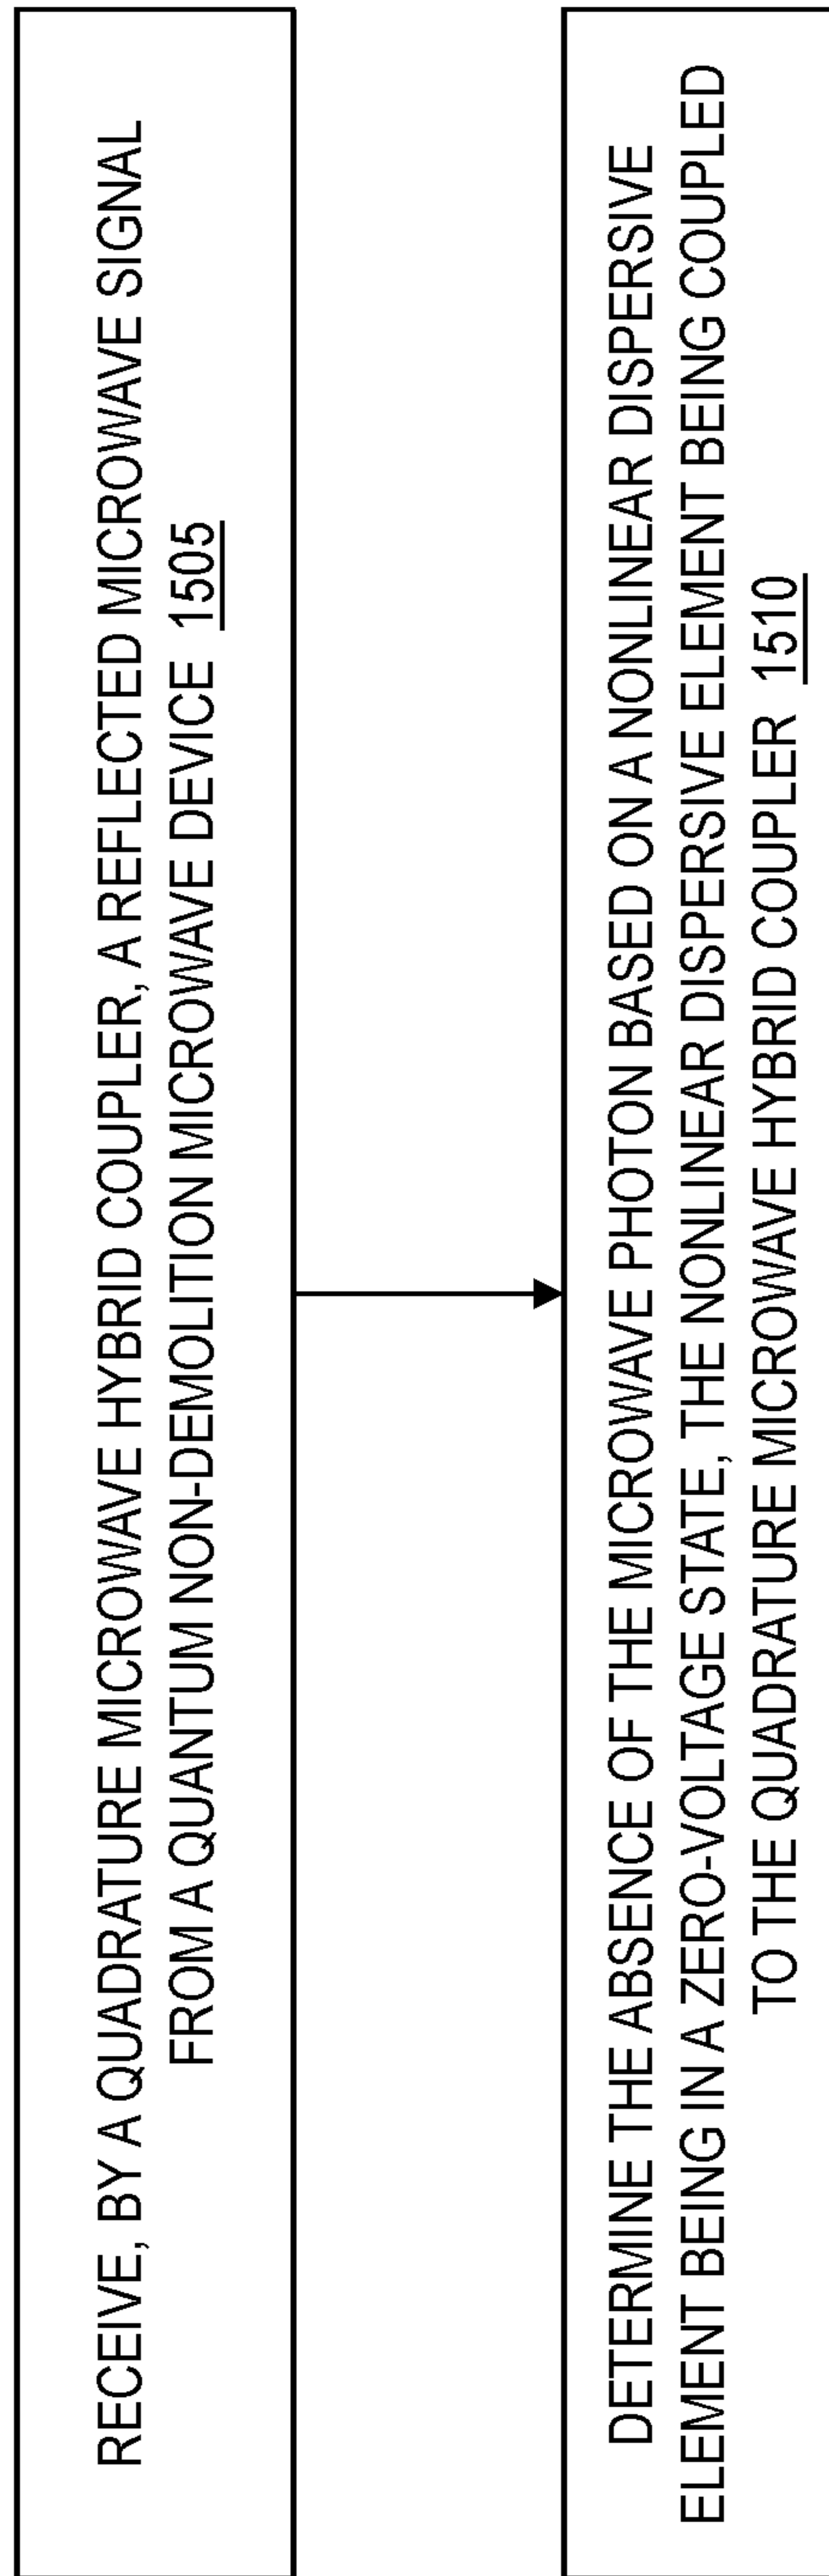 RECEIVE, BY A QUADRATURE MICROWAVE HYBRID COUPLER, A REFLECTED MICROWAVE SIGNAL
FROM A QUANTUM NON-DEMOLITION MICROWAVE DEVICE 1505
DETERMINE THE ABSENCE OF THE MICROWAVE PHOTON BASED ON A NONLINEAR DISPERSIVE
ELEMENT BEING IN A ZERO-VOLTAGE STATE, THE NONLINEAR DISPERSIVE ELEMENT BEING COUPLED
TO THE QUADRATURE MICROWAVE HYBRID COUPLER 1510